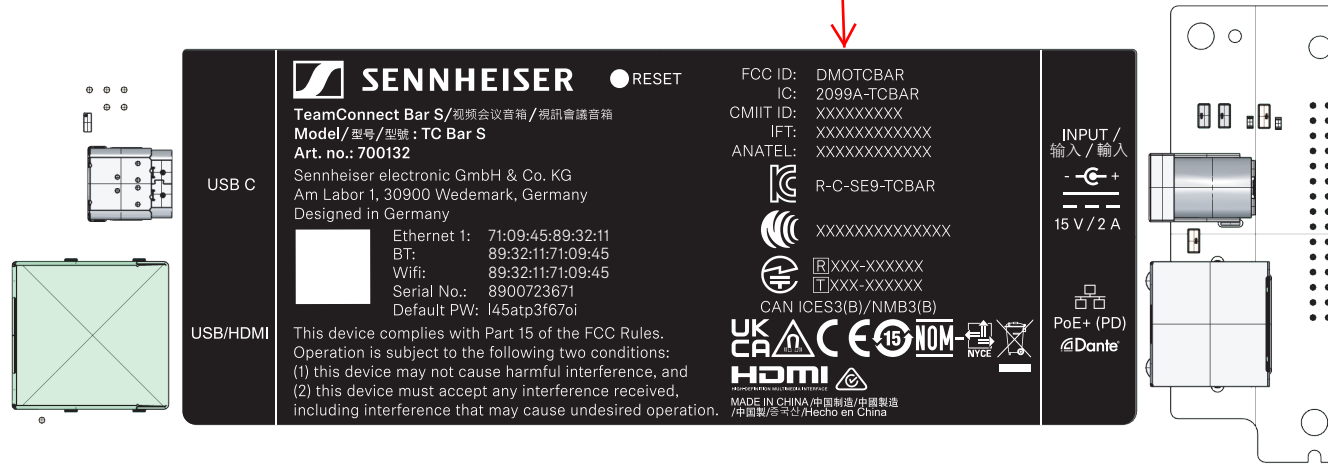 SENNHEISER
RESET
TeamConnect Bar S/视频会议音箱/視訊會議音箱
Model/型号/型號 : TC Bar S
Art. no.: 700132
Sennheiser electronic GmbH & Co. KG
Am Labor 1, 30900 Wedemark, Germany
Designed in Germany
Ethernet 1: 71:09:45:89:32:11
BT: 89:32:11:71:09:45
Wifi: 89:32:11:71:09:45
Serial No.: 8900723671
Default PW: l45atp3f67oi
This device complies with Part 15 of the FCC Rules.
Operation is subject to the following two conditions:
(1) this device may not cause harmful interference, and
(2) this device must accept any interference received,
including interference that may cause undesired operation.
USB C
USB/HDMI
FCC ID: DMOTCBAR
IC: 2099A-TCBAR
CMIIT ID: XXXXXXXXX
IFT: XXXXXXXXXXXX
ANATEL: XXXXXXXXXXXX
R-C-SE9-TCBAR
XXXXXXXXXXXXXX
R XXX-XXXXXX
T XXX-XXXXXX
CAN ICES3(B)/NMB3(B)
UK
CA
CE
15
NOM-
NYCE
HDMI
HIGH-DEFINITION MULTIMEDIA INTERFACE
MADE IN CHINA/中国制造/中國製造
/中国製/중국산/Hecho en China
INPUT /
输入 / 輸入
- +
15 V / 2 A
PoE+ (PD)
Dante